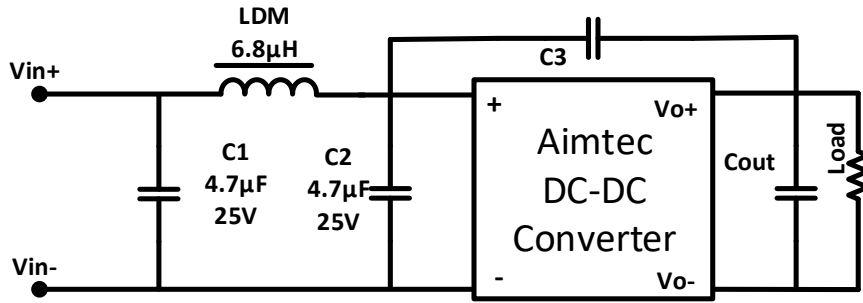 LDM
6.8µH
C3
Vin+
+
Vo+
Aimtec
DC-DC
Converter
C1
4.7µF
25V
C2
4.7µF
25V
Cout
Load
Vin-
-
Vo-